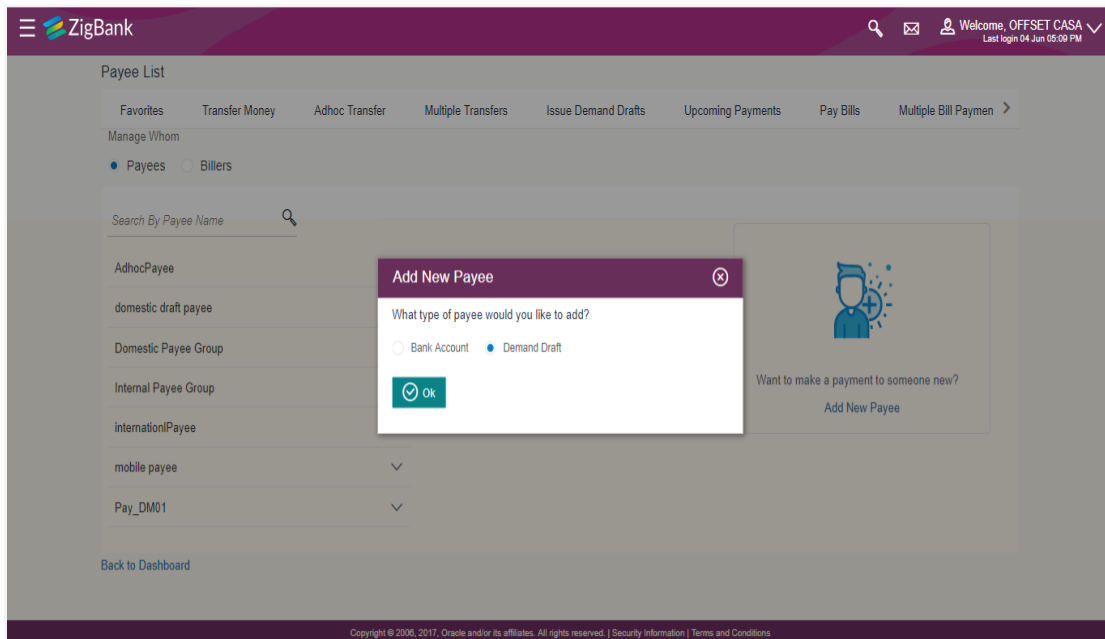 ZigBank
Welcome, OFFSET CASA
Last login 04 Jun 05:09 PM
Payee List
Favorites Transfer Money Adhoc Transfer Multiple Transfers Issue Demand Drafts Upcoming Payments Pay Bills Multiple Bill Paymen
Manage Whom
Payees Billers
Search By Payee Name
AdhocPayee
domestic draft payee
Domestic Payee Group
Internal Payee Group
internationlPayee
mobile payee
Pay_DM01
Add New Payee
What type of payee would you like to add?
Bank Account Demand Draft
Ok
Want to make a payment to someone new?
Add New Payee
Back to Dashboard
Copyright © 2006, 2017, Oracle and/or its affiliates. All rights reserved. | Security Information | Terms and Conditions